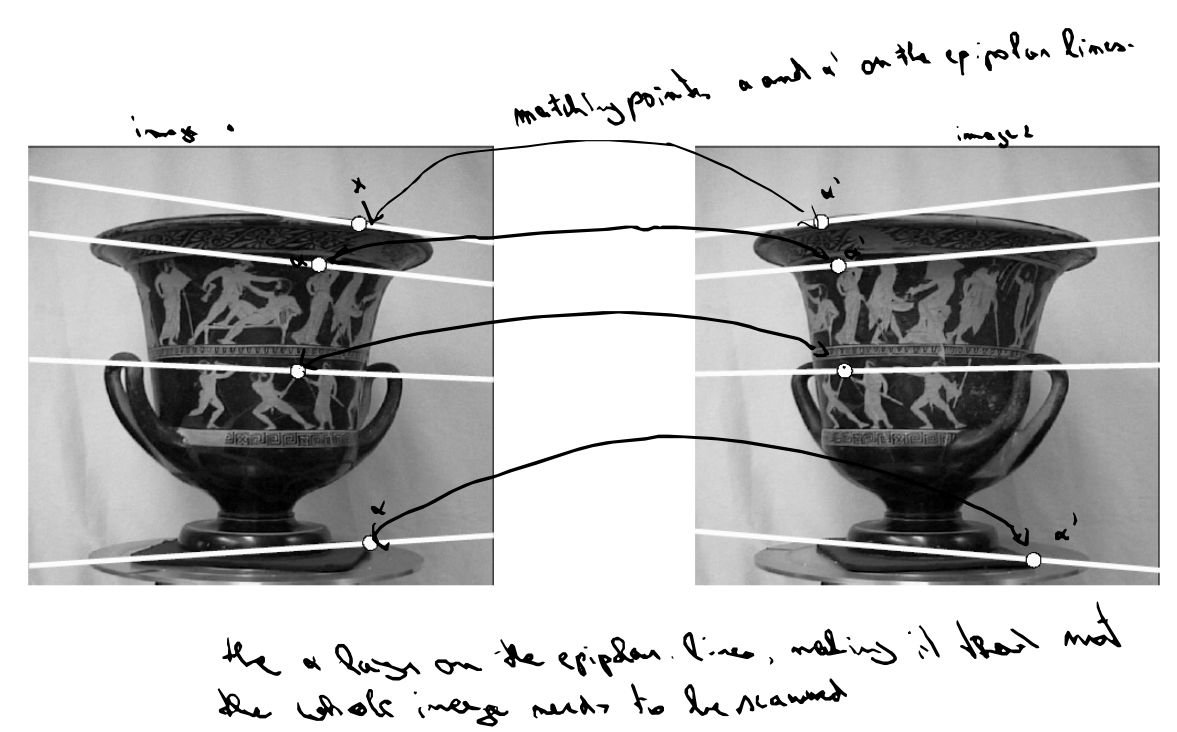 matching points x and x' on the epipolar lines.
image
image 2
x
x'
x'
x
x'
the x lays on the epipolar lines, making it that not
the whole image needs to be scanned